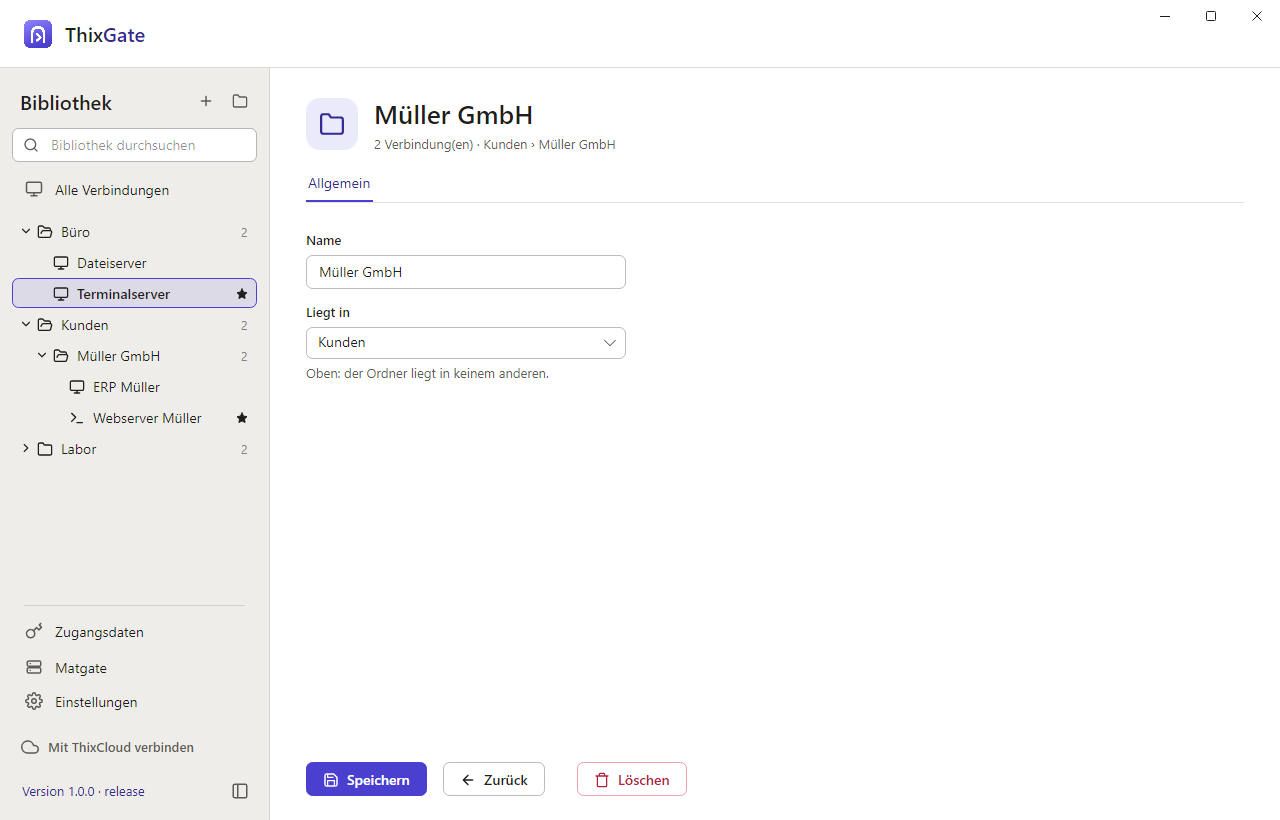 ThixGate
Bibliothek
Bibliothek durchsuchen
Alle Verbindungen
Büro 2
Dateiserver
Terminalserver
Kunden 2
Müller GmbH 2
ERP Müller
Webserver Müller
Labor 2
Zugangsdaten
Matgate
Einstellungen
Mit ThixCloud verbinden
Version 1.0.0 · release
Müller GmbH
2 Verbindung(en) · Kunden › Müller GmbH
Allgemein
Name
Müller GmbH
Liegt in
Kunden
Oben: der Ordner liegt in keinem anderen.
Speichern
Zurück
Löschen